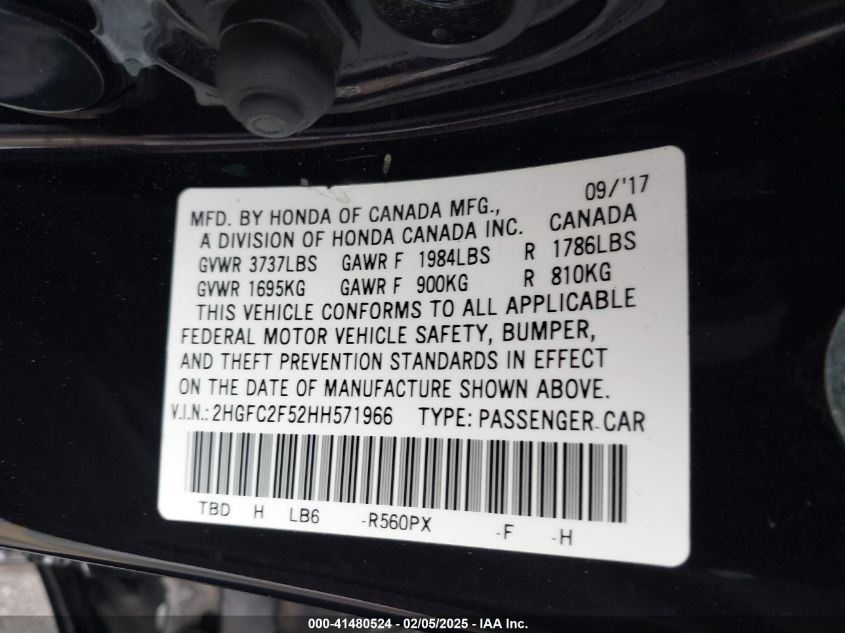 09/'17
MFD. BY HONDA OF CANADA MFG.,
A DIVISION OF HONDA CANADA INC. CANADA
GVWR 3737LBS GAWR F 1984LBS R 1786LBS
GVWR 1695KG GAWR F 900KG R 810KG
THIS VEHICLE CONFORMS TO ALL APPLICABLE
FEDERAL MOTOR VEHICLE SAFETY, BUMPER,
AND THEFT PREVENTION STANDARDS IN EFFECT
ON THE DATE OF MANUFACTURE SHOWN ABOVE.
V.I.N.: 2HGFC2F52HH571966 TYPE: PASSENGER CAR
TBD H LB6 -R560PX -F -H
000-41480524 - 02/05/2025 - IAA Inc.